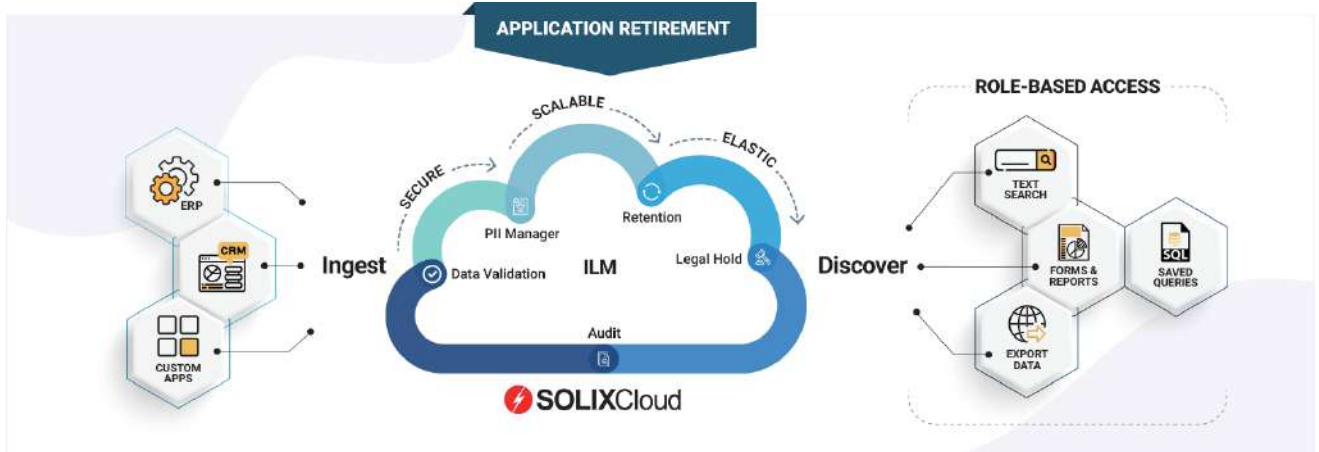 APPLICATION RETIREMENT
ROLE-BASED ACCESS
ERP
CRM
CUSTOM
APPS
Ingest
SECURE
SCALABLE
ELASTIC
PII Manager
Retention
Data Validation
ILM
Legal Hold
Audit
SOLIXCloud
Discover
TEXT
SEARCH
FORMS &
REPORTS
SQL
SAVED
QUERIES
EXPORT
DATA